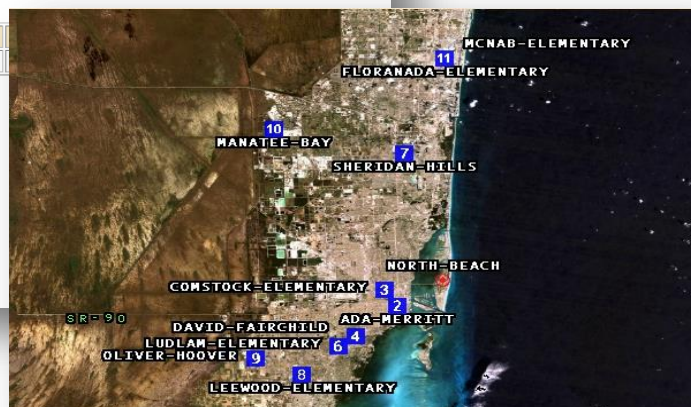 MCNAB-ELEMENTARY
11
FLORANADA-ELEMENTARY
10
MANATEE-BAY
7
SHERIDAN-HILLS
NORTH-BEACH
COMSTOCK-ELEMENTARY 3
2
SR-90
ADA-MERRITT
DAVID-FAIRCHILD 4
LUDLAM-ELEMENTARY 6
OLIVER-HOOVER 9
8
LEEWOOD-ELEMENTARY